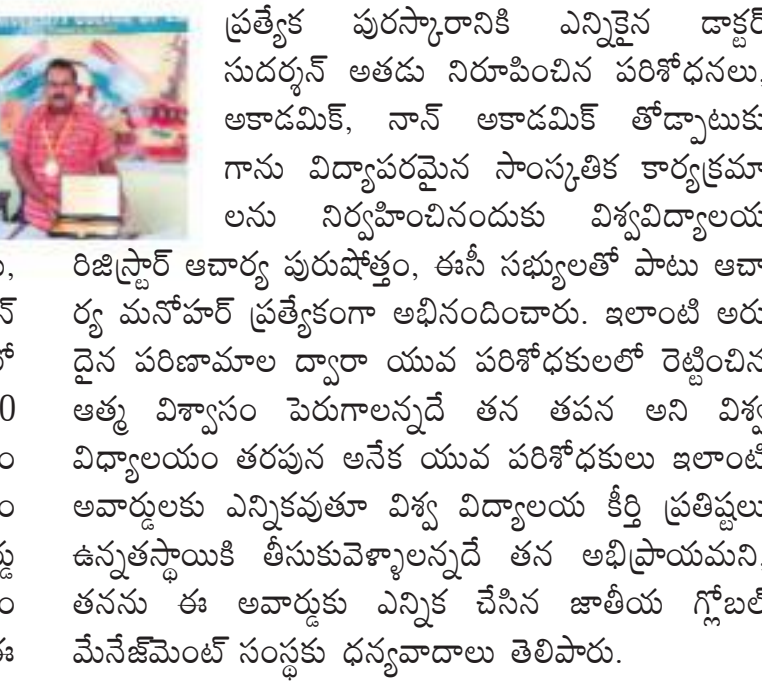 ప్రత్యేక పురస్కారానికి ఎన్నికైన డాక్టర్
సుదర్శన్ అతడు నిరూపించిన పరిశోధనలు,
అకాడమిక్, నాన్ అకాడమిక్ తోడ్పాటుకు
గాను విద్యాపరమైన సాంస్కృతిక కార్యక్రమా
లను నిర్వహించినందుకు విశ్వవిద్యాలయ
రిజిస్ట్రార్ ఆచార్య పురుషోత్తం, ఈసీ సభ్యులతో పాటు ఆచా
ర్య మనోహర్ ప్రత్యేకంగా అభినందించారు. ఇలాంటి అరు
దైన పరిణామాల ద్వారా యువ పరిశోధకులలో రెట్టించిన
ఆత్మ విశ్వాసం పెరుగాలన్నదే తన తపన అని విశ్వ
విధ్యాలయం తరపున అనేక యువ పరిశోధకులు ఇలాంటి
అవార్డులకు ఎన్నికవుతూ విశ్వ విద్యాలయ కీర్తి ప్రతిష్టలు
ఉన్నతస్థాయికి తీసుకువెళ్ళాలన్నదే తన అభిప్రాయమని,
తనను ఈ అవార్డుకు ఎన్నిక చేసిన జాతీయ గ్లోబల్
మేనేజ్‌మెంట్ సంస్థకు ధన్యవాదాలు తెలిపారు.